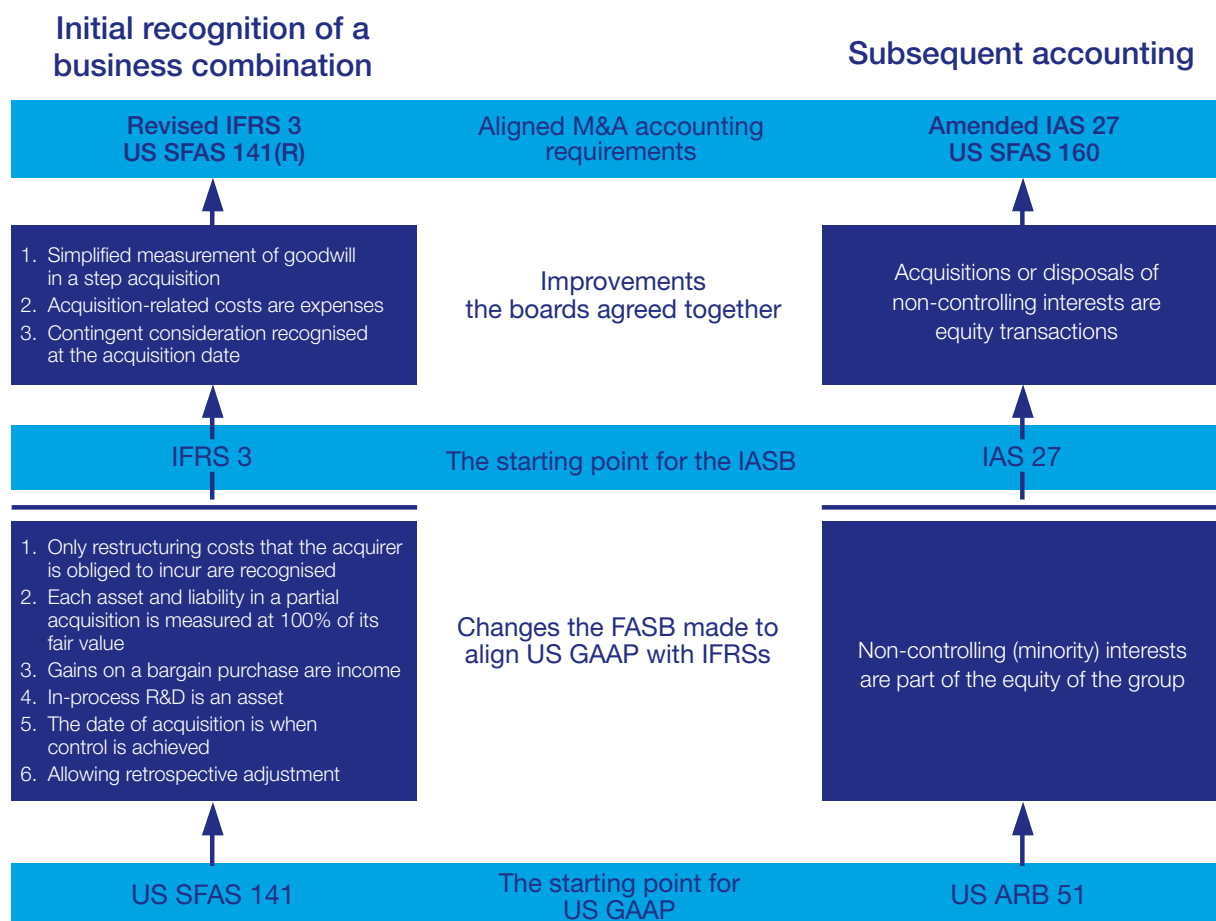 Initial recognition of a
business combination
Subsequent accounting
Revised IFRS 3
US SFAS 141(R)
Aligned M&A accounting
requirements
Amended IAS 27
US SFAS 160
1. Simplified measurement of goodwill
in a step acquisition
2. Acquisition-related costs are expenses
3. Contingent consideration recognised
at the acquisition date
Improvements
the boards agreed together
Acquisitions or disposals of
non-controlling interests are
equity transactions
IFRS 3
The starting point for the IASB
IAS 27
1. Only restructuring costs that the acquirer
is obliged to incur are recognised
2. Each asset and liability in a partial
acquisition is measured at 100% of its
fair value
3. Gains on a bargain purchase are income
4. In-process R&D is an asset
5. The date of acquisition is when
control is achieved
6. Allowing retrospective adjustment
Changes the FASB made to
align US GAAP with IFRSs
Non-controlling (minority) interests
are part of the equity of the group
US SFAS 141
The starting point for
US GAAP
US ARB 51